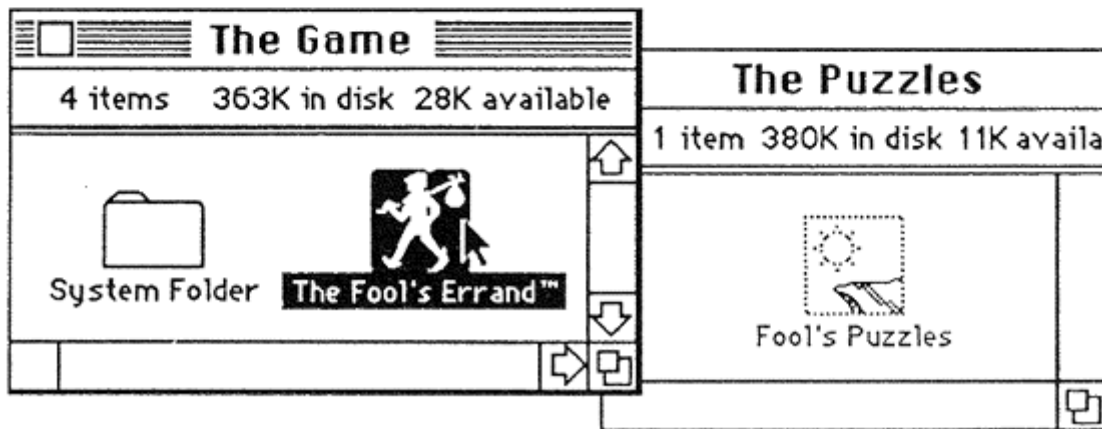 The Game
4 items 363K in disk 28K available
System Folder The Fool's Errand™
The Puzzles
1 item 380K in disk 11K availa
Fool's Puzzles